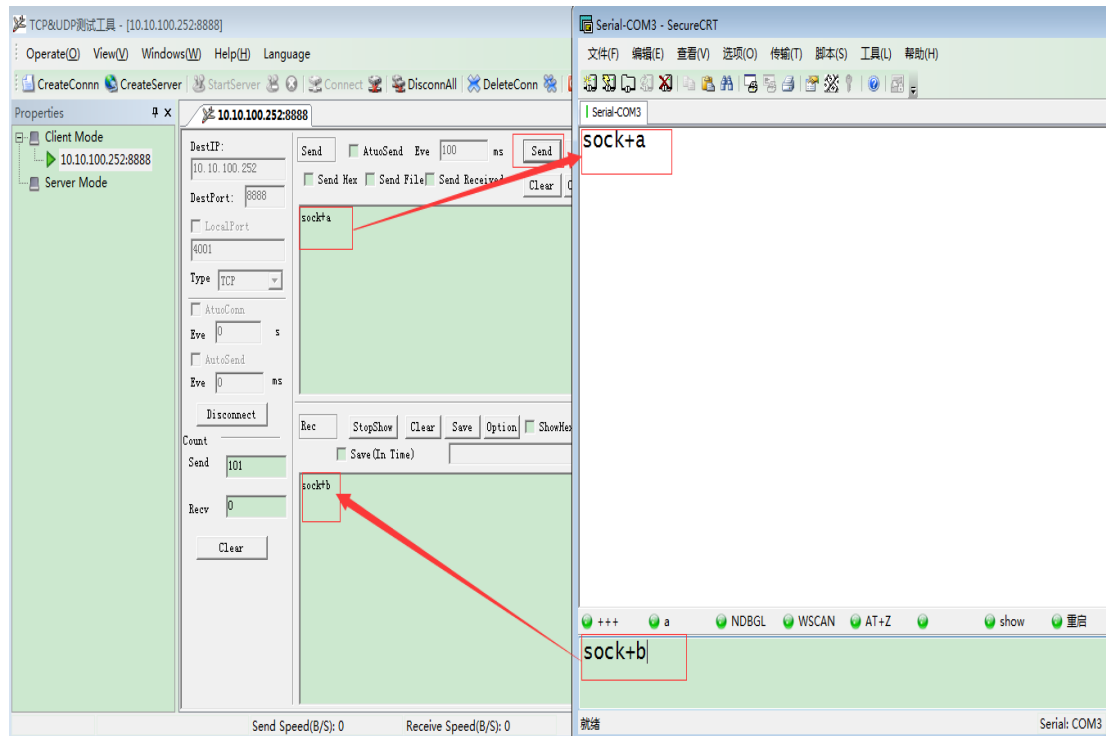 TCP&UDP测试工具 - [10.10.100.252:8888]
Operate(O) View(V) Windows(W) Help(H) Language
CreateConnn CreateServer StartServer Connect DisconnAll DeleteConn
Properties
Client Mode
10.10.100.252:8888
Server Mode
10.10.100.252:8888
DestIP:
10.10.100.252
DestPort: 8888
LocalPort
4001
Type TCP
AtuoConn
Eve 0 s
AutoSend
Eve 0 ms
Disconnect
Count
Send 101
Recv 0
Clear
Send AtuoSend Eve 100 ms Send
Send Hex Send File Send Received Clear
sock+a
Rec StopShow Clear Save Option ShowHex
Save(In Time)
sock+b
Send Speed(B/S): 0 Receive Speed(B/S): 0
Serial-COM3 - SecureCRT
文件(F) 编辑(E) 查看(V) 选项(O) 传输(T) 脚本(S) 工具(L) 帮助(H)
Serial-COM3
sock+a
+++ a NDBGL WSCAN AT+Z show 重启
sock+b
就绪 Serial: COM3